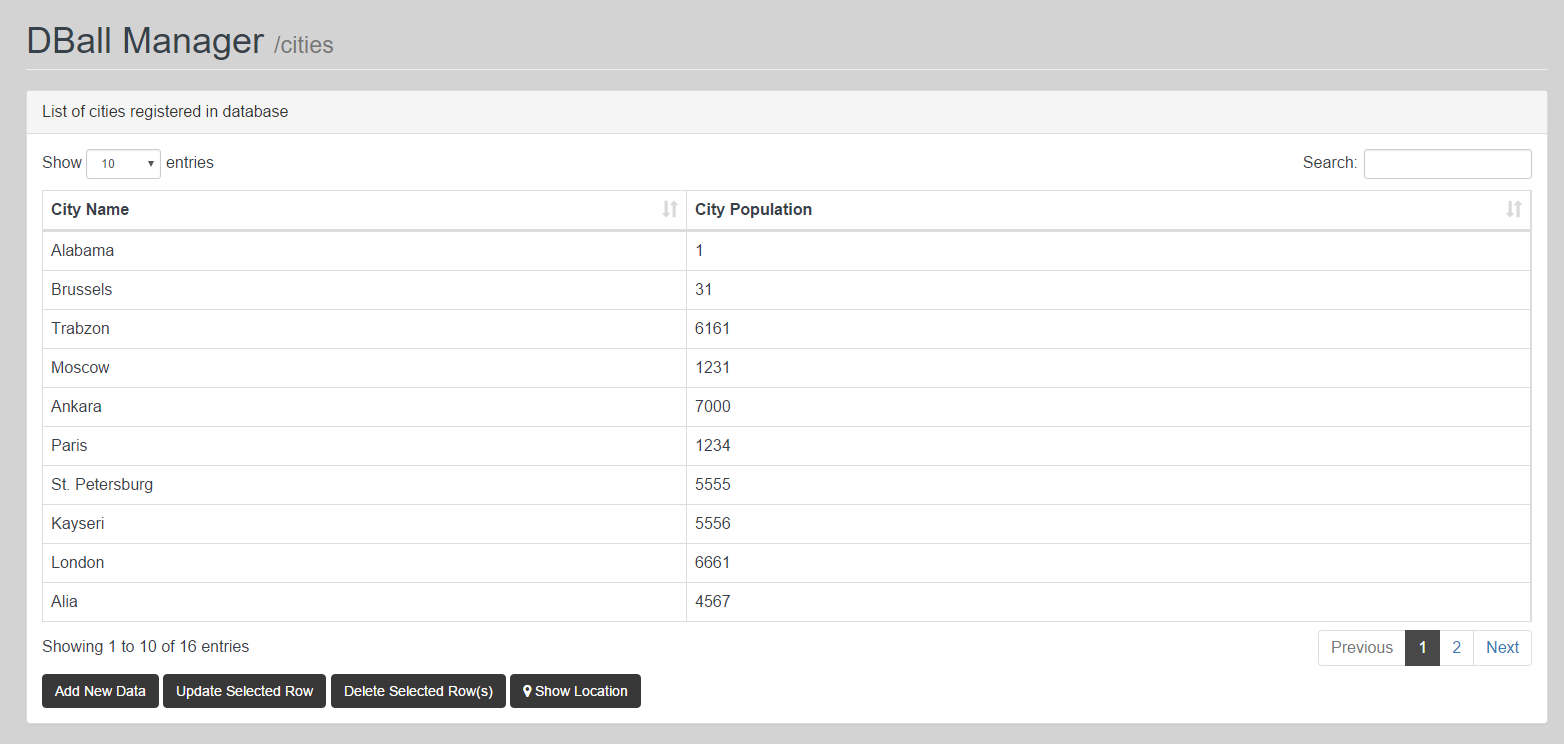 DBall Manager /cities
List of cities registered in database
Show 10 entries Search:
City Name City Population
Alabama 1
Brussels 31
Trabzon 6161
Moscow 1231
Ankara 7000
Paris 1234
St. Petersburg 5555
Kayseri 5556
London 6661
Alia 4567
Showing 1 to 10 of 16 entries Previous 1 2 Next
Add New Data Update Selected Row Delete Selected Row(s) Show Location